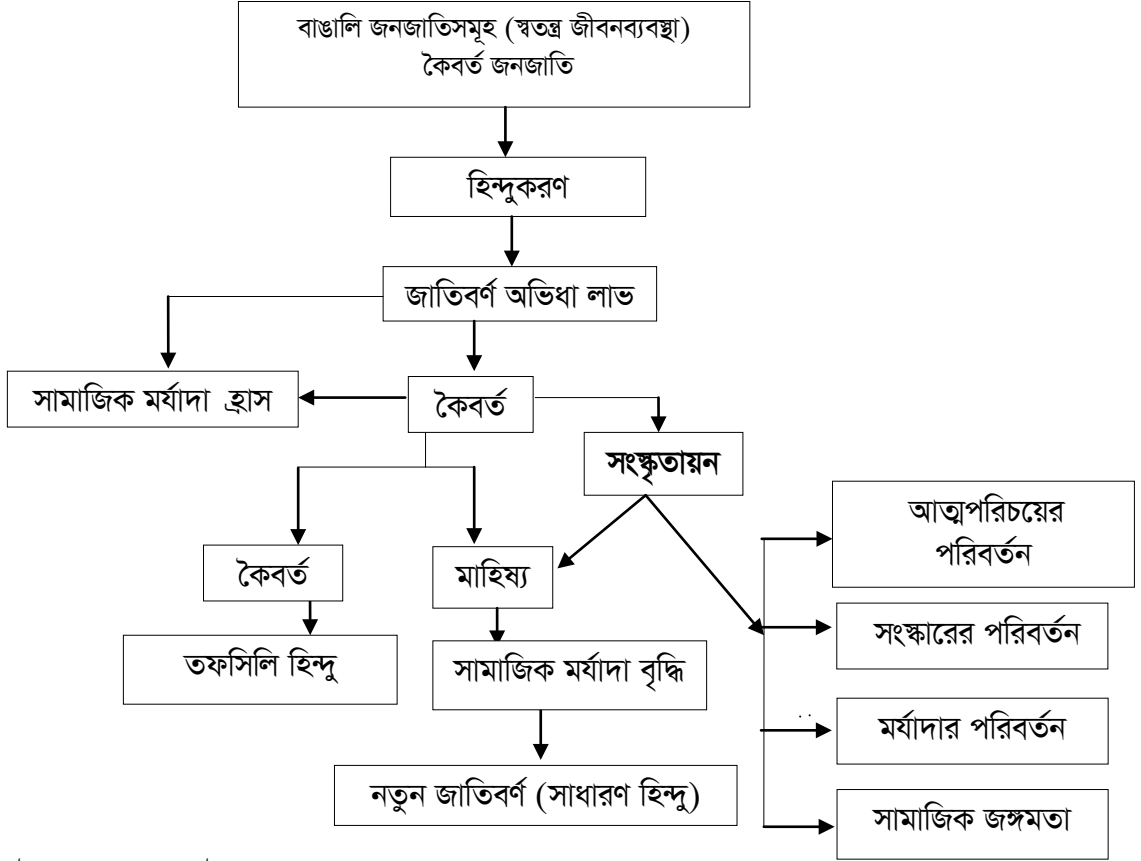 বাঙালি জনজাতিসমূহ (স্বতন্ত্র জীবনব্যবস্থা)
কৈবর্ত জনজাতি
হিন্দুকরণ
জাতিবর্ণ অভিধা লাভ
সামাজিক মর্যাদা হ্রাস
কৈবর্ত
সংস্কৃতায়ন
আত্মপরিচয়ের
পরিবর্তন
কৈবর্ত
মাহিষ্য
সংস্কারের পরিবর্তন
তফসিলি হিন্দু
সামাজিক মর্যাদা বৃদ্ধি
মর্যাদার পরিবর্তন
নতুন জাতিবর্ণ (সাধারণ হিন্দু)
সামাজিক জঙ্গমতা